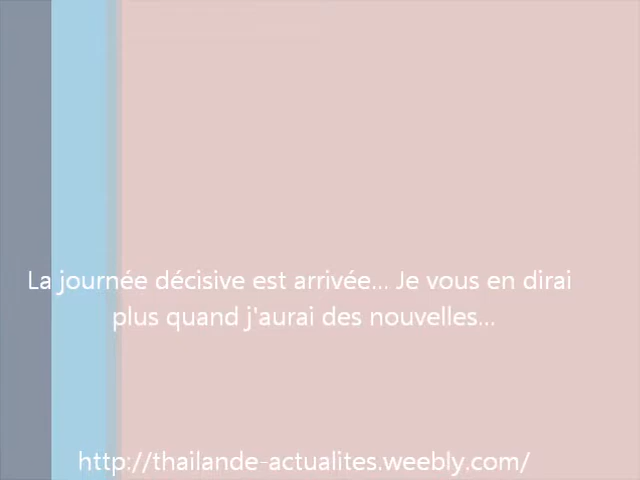 La journée décisive est arrivée... Je vous en dirai
plus quand j'aurai des nouvelles...
http://thailande-actualites.weebly.com/